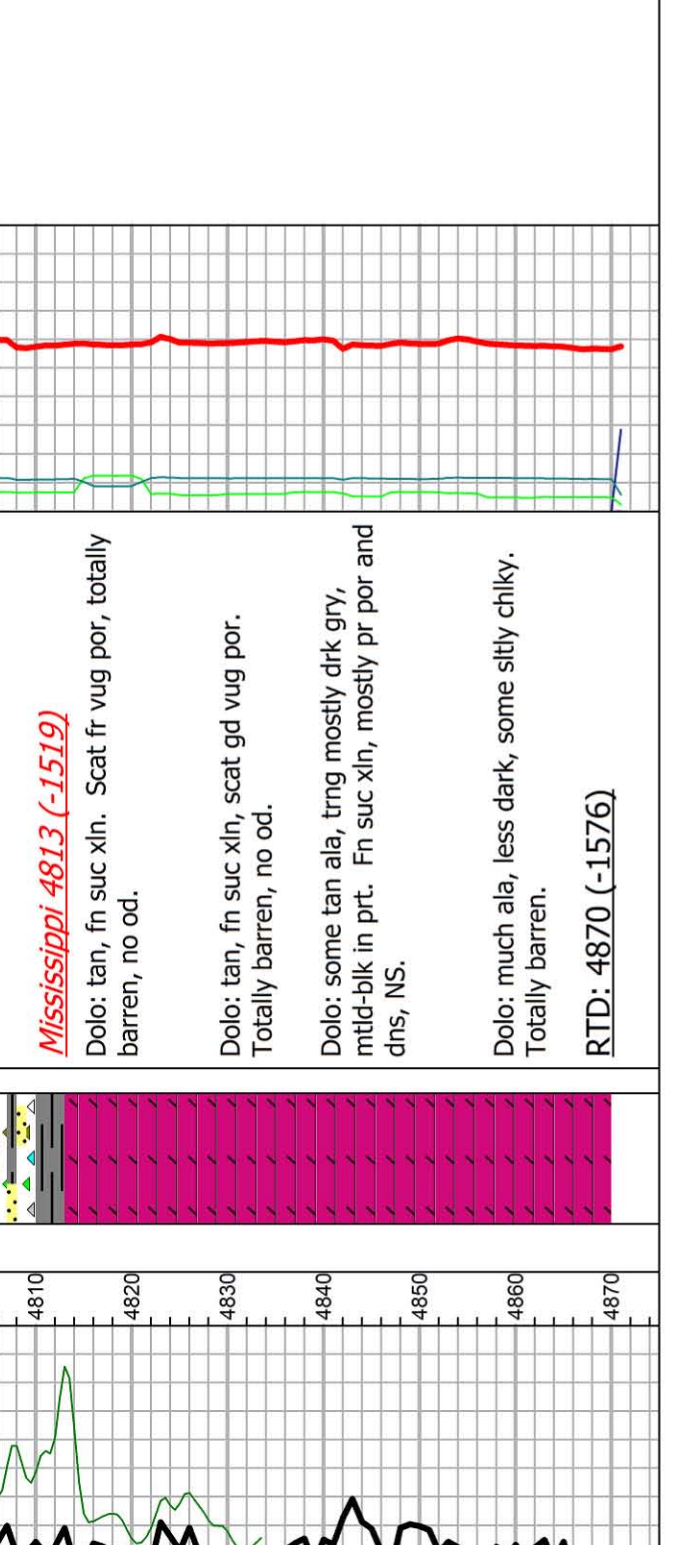 Mississippi 4813 (-1519)
Dolo: tan, fn suc xln.  Scat fr vug por, totally
barren, no od.
Dolo: tan, fn suc xln, scat gd vug por.
Totally barren, no od.
Dolo: some tan ala, trng mostly drk gry,
mtld-blk in prt.  Fn suc xln, mostly pr por and
dns, NS.
Dolo: much ala, less dark, some sltly chlky.
Totally barren.
RTD: 4870 (-1576)
4810
4820
4830
4840
4850
4860
4870